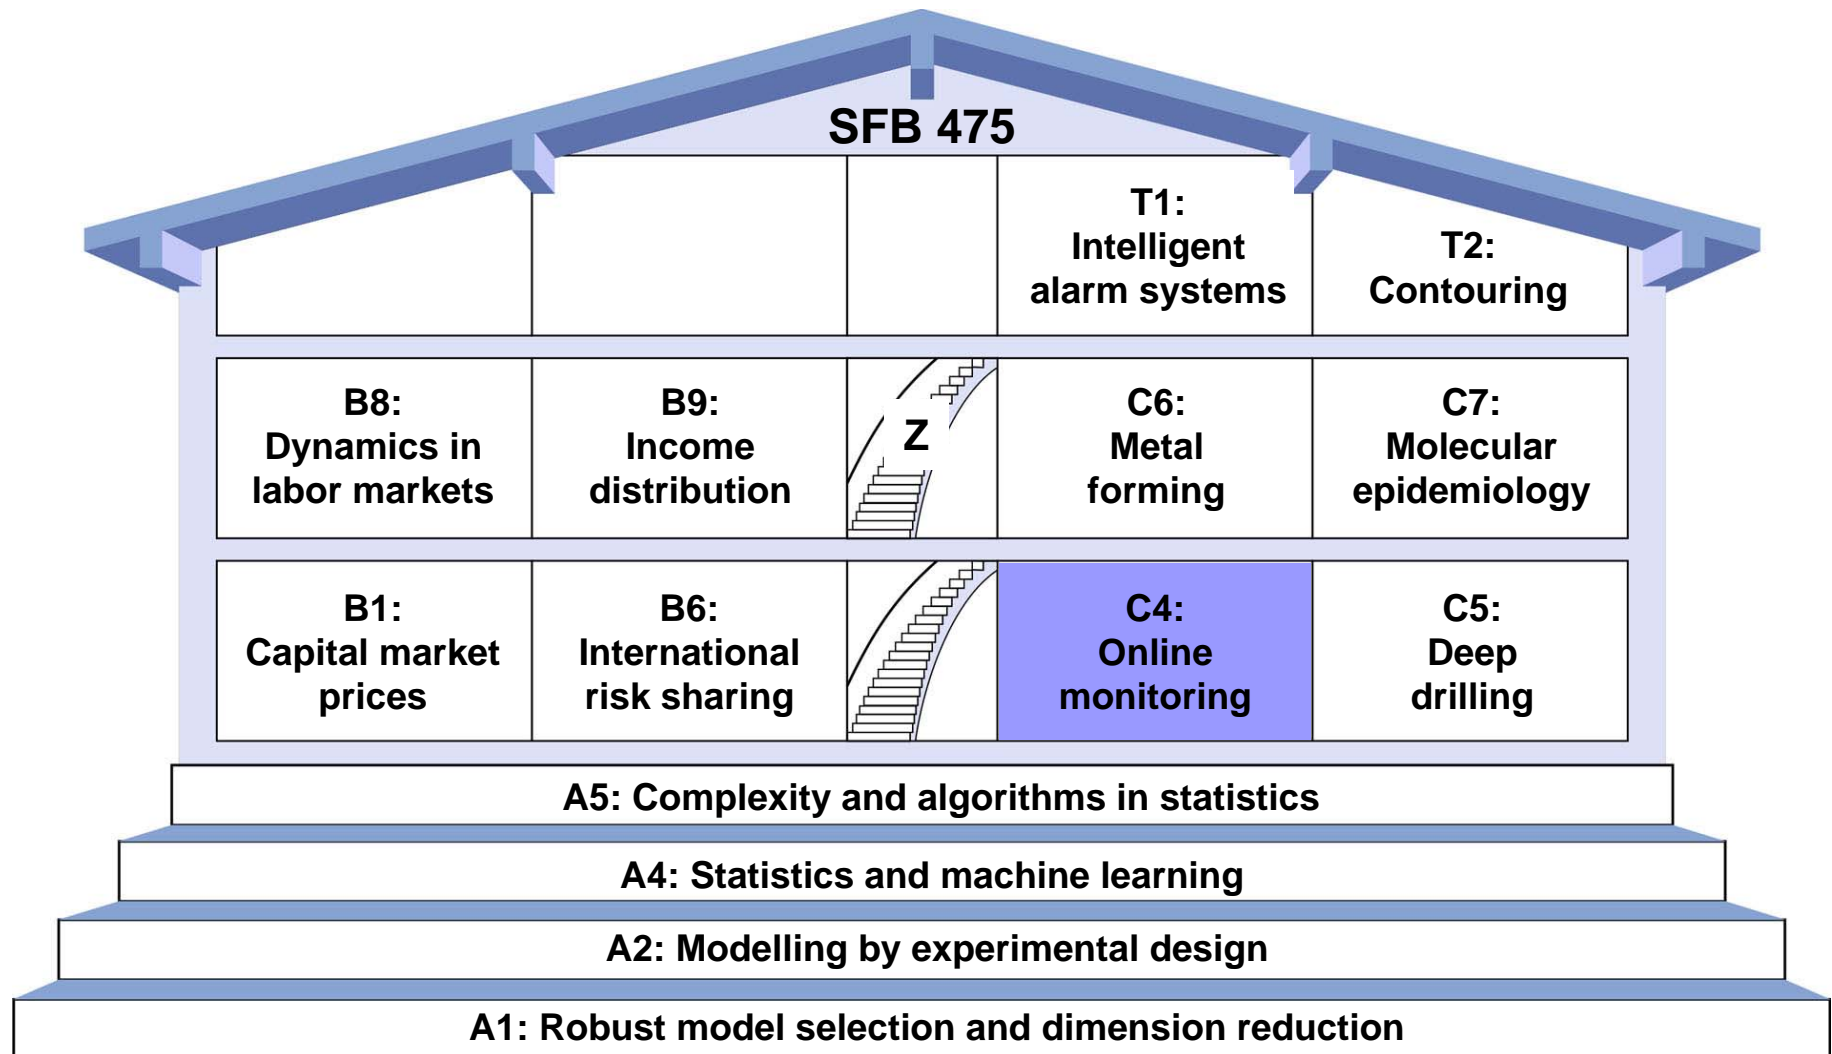 SFB 475
T1:
Intelligent
alarm systems
T2:
Contouring
B8:
Dynamics in
labor markets
B9:
Income
distribution
Z
C6:
Metal
forming
C7:
Molecular
epidemiology
B1:
Capital market
prices
B6:
International
risk sharing
C4:
Online
monitoring
C5:
Deep
drilling
A5: Complexity and algorithms in statistics
A4: Statistics and machine learning
A2: Modelling by experimental design
A1: Robust model selection and dimension reduction